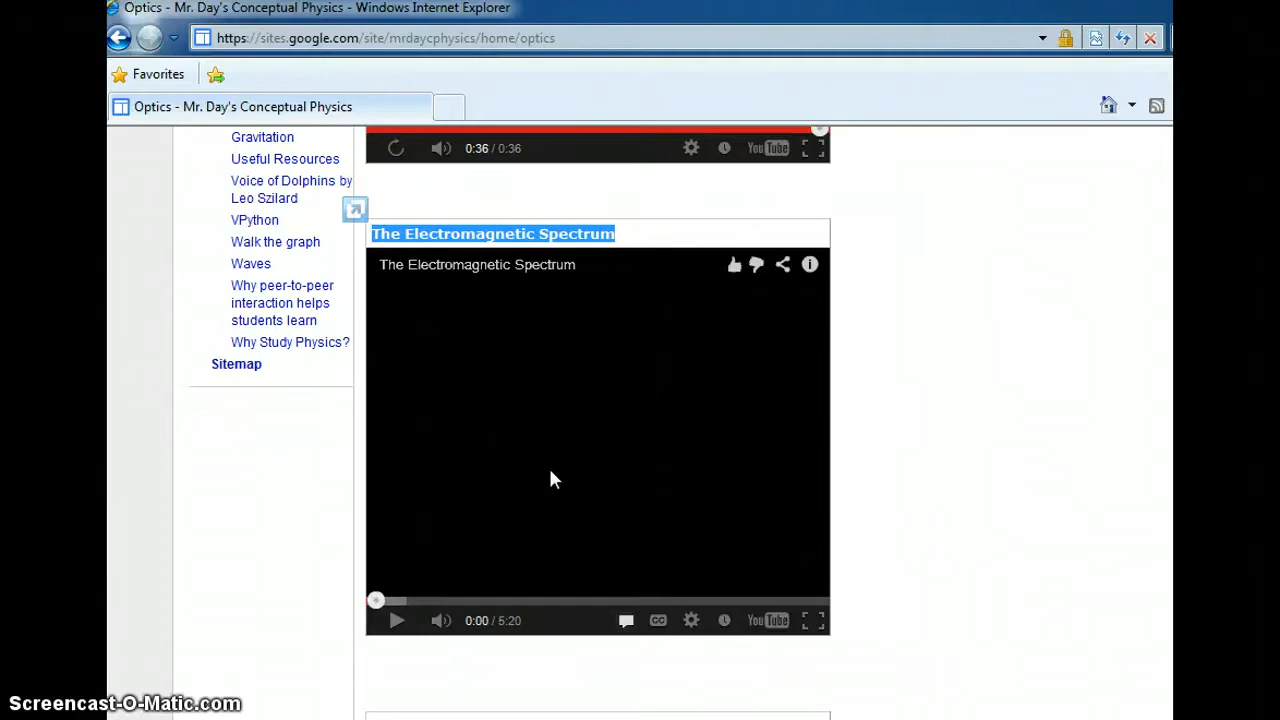 Optics - Mr. Day's Conceptual Physics - Windows Internet Explorer
https://sites.google.com/site/mrdaycphysics/home/optics
Favorites
Optics - Mr. Day's Conceptual Physics
Gravitation
Useful Resources
Voice of Dolphins by
Leo Szilard
VPython
Walk the graph
Waves
Why peer-to-peer
interaction helps
students learn
Why Study Physics?
Sitemap
0:36 / 0:36
YouTube
The Electromagnetic Spectrum
The Electromagnetic Spectrum
0:00 / 5:20
CC
YouTube
Screencast-O-Matic.com